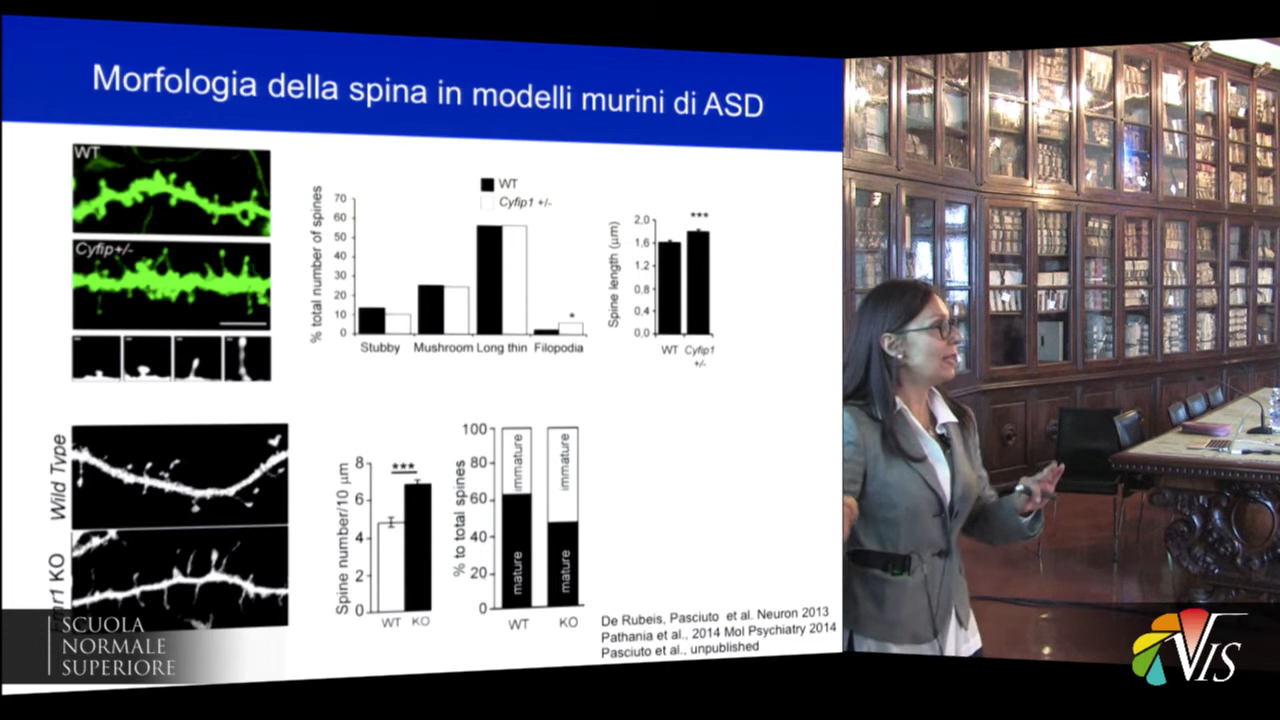 Morfologia della spina in modelli murini di ASD
WT
Cyfip+/-
% total number of spines
70
60
50
40
30
20
10
0
WT
Cyfip1 +/-
*
Stubby Mushroom Long thin Filopodia
Spine length (µm)
2.0
1.6
1.2
0.8
0.4
0.0
***
WT Cyfip1
+/-
Wild Type
KO
Spine number/10 µm
8
6
4
2
0
***
WT KO
% to total spines
100
80
60
40
20
0
immature
mature
immature
mature
WT KO
De Rubeis, Pasciuto et al. Neuron 2013
Pathania et al., 2014 Mol Psychiatry 2014
Pasciuto et al., unpublished
SCUOLA
NORMALE
SUPERIORE
VIS